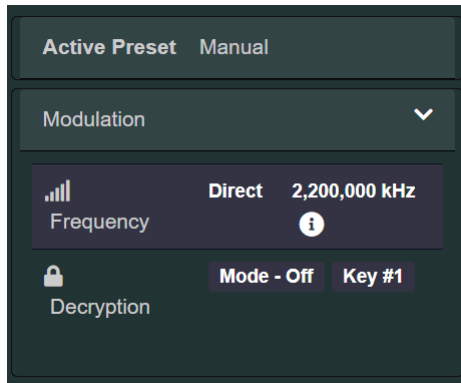 Active Preset Manual
Modulation
Direct 2,200,000 kHz
Frequency
Mode - Off Key #1
Decryption